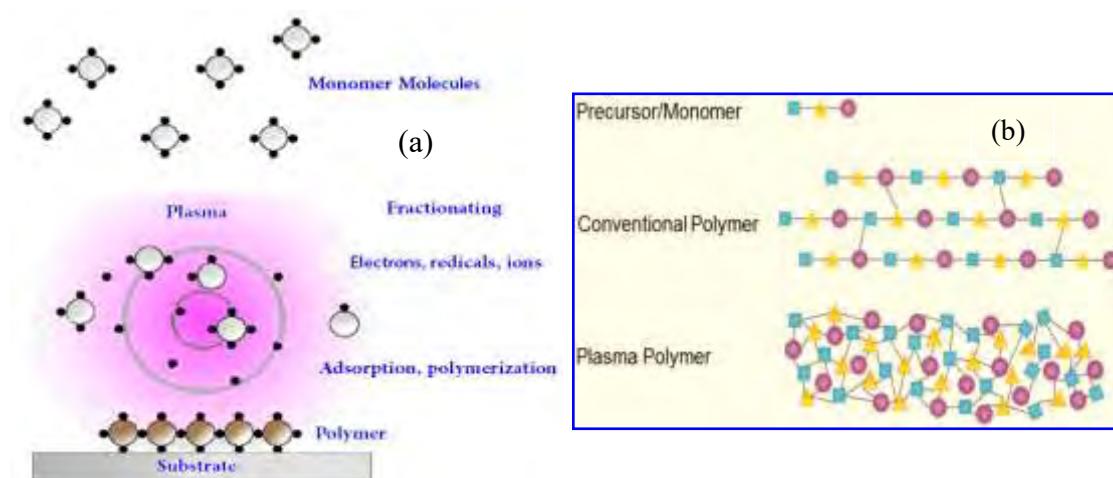 Monomer Molecules
(a)
Plasma
Fractionating
Electrons, redicals, ions
Adsorption, polymerization
Polymer
Substrate
Precursor/Monomer
(b)
Conventional Polymer
Plasma Polymer